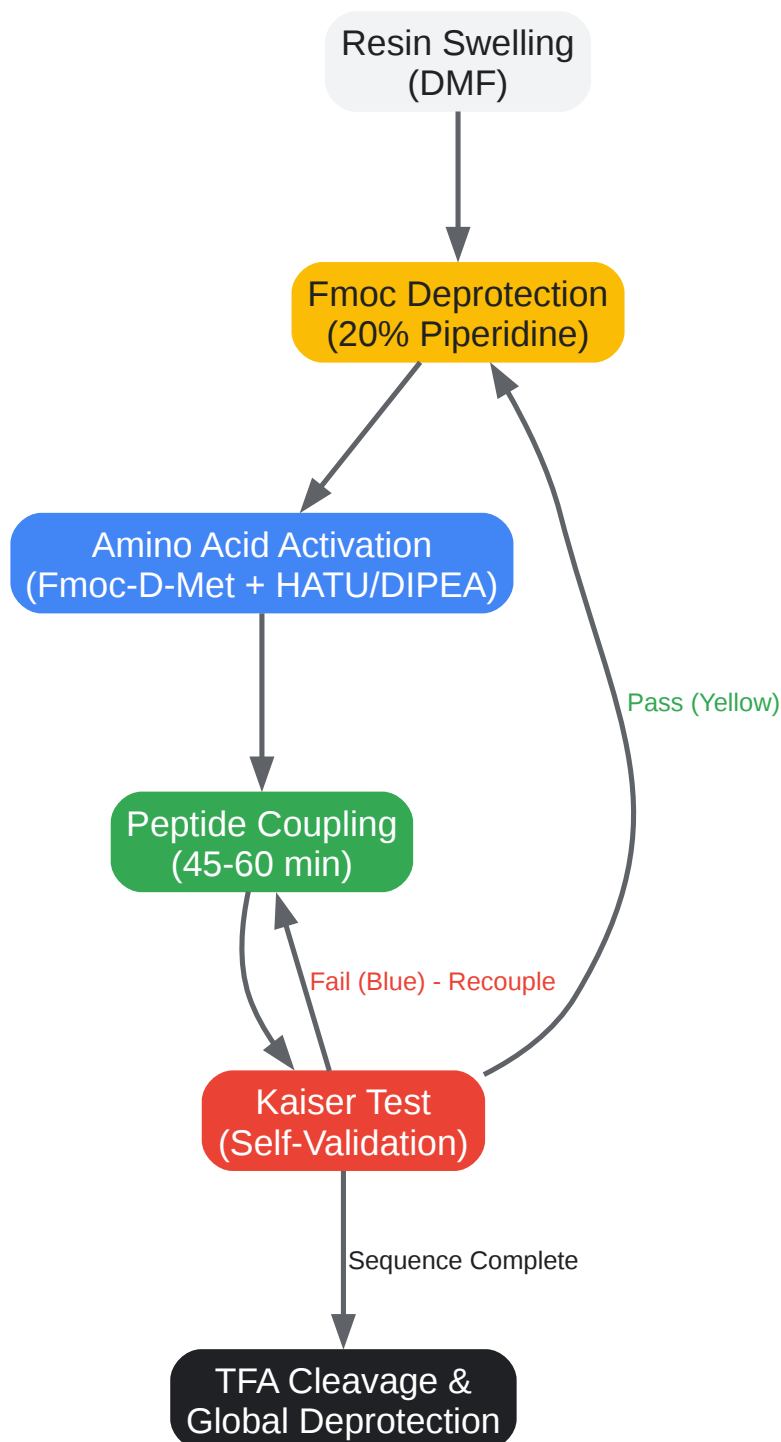 Resin Swelling
(DMF)
Fmoc Deprotection
(20% Piperidine)
Amino Acid Activation
(Fmoc-D-Met + HATU/DIPEA)
Pass (Yellow)
Peptide Coupling
(45-60 min)
Fail (Blue) - Recouple
Kaiser Test
(Self-Validation)
Sequence Complete
TFA Cleavage &
Global Deprotection